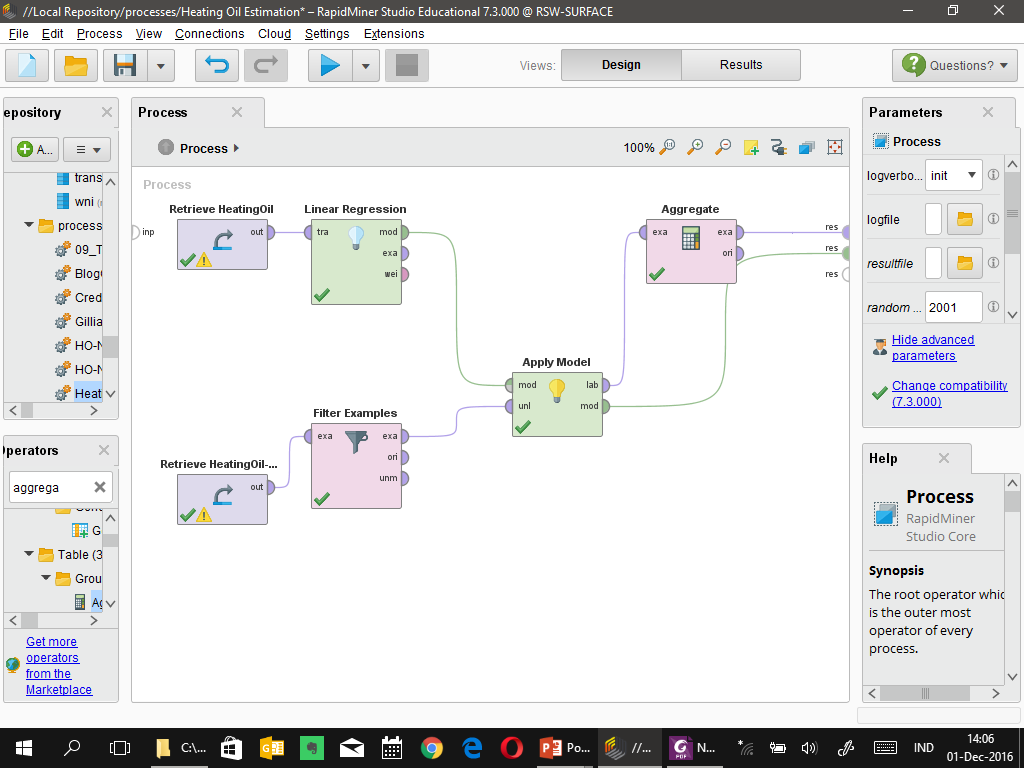 //Local Repository/processes/Heating Oil Estimation* – RapidMiner Studio Educational 7.3.000 @ RSW-SURFACE
File Edit Process View Connections Cloud Settings Extensions
Views: Design Results Questions?
epository
A...
trans
wni
process
09_T
Blog
Cred
Gillia
HO-N
HO-N
Heat
Operators
aggrega
G
Table (3
Grou
Ag
Get more
operators
from the
Marketplace
Process
Process
100%
Process
inp
Retrieve HeatingOil
out
Linear Regression
tra mod
exa
wei
Aggregate
exa exa
ori
res
res
res
Apply Model
mod lab
unl mod
Filter Examples
exa exa
ori
unm
Retrieve HeatingOil-...
out
Parameters
Process
logverbo... init
logfile
resultfile
random ... 2001
Hide advanced
parameters
Change compatibility
(7.3.000)
Help
Process
RapidMiner
Studio Core
Synopsis
The root operator whic
is the outer most
operator of every
process.
C:\... Po... //... N... IND
14:06
01-Dec-2016